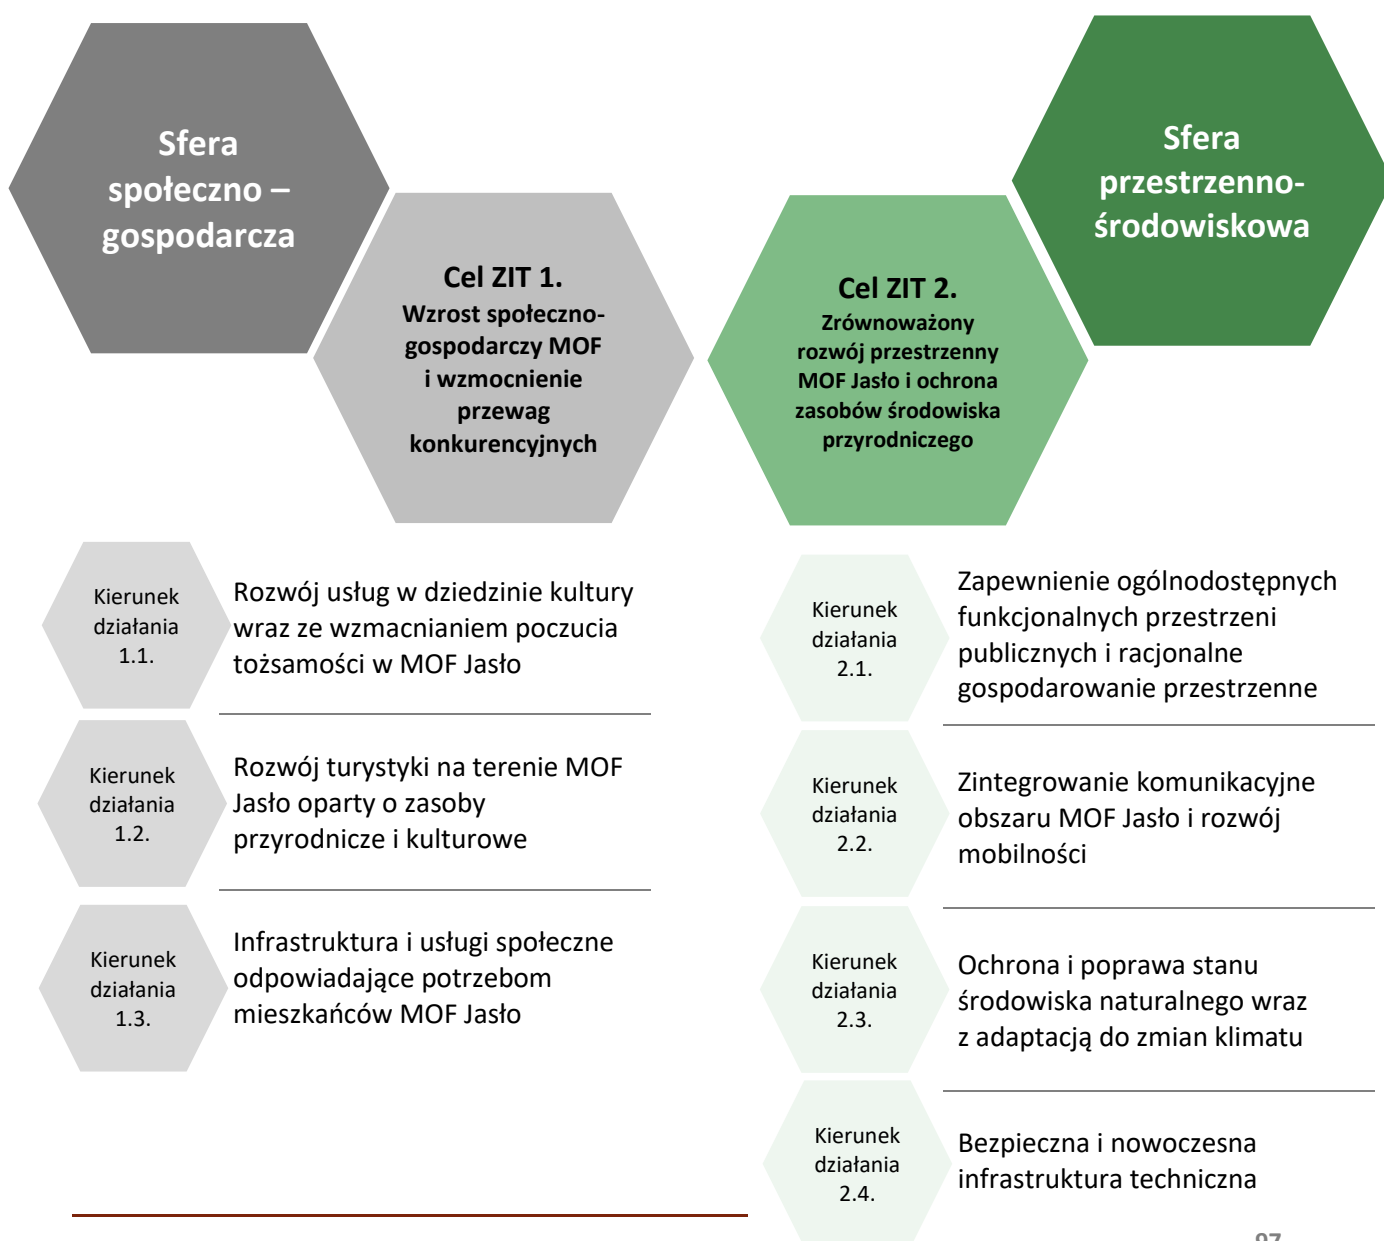 Sfera
społeczno –
gospodarcza
Cel ZIT 1.
Wzrost społeczno-
gospodarczy MOF
i wzmocnienie
przewag
konkurencyjnych
Sfera
przestrzenno-
środowiskowa
Cel ZIT 2.
Zrównoważony
rozwój przestrzenny
MOF Jasło i ochrona
zasobów środowiska
przyrodniczego
Kierunek
działania
1.1.
Rozwój usług w dziedzinie kultury
wraz ze wzmacnianiem poczucia
tożsamości w MOF Jasło
Kierunek
działania
1.2.
Rozwój turystyki na terenie MOF
Jasło oparty o zasoby
przyrodnicze i kulturowe
Kierunek
działania
1.3.
Infrastruktura i usługi społeczne
odpowiadające potrzebom
mieszkańców MOF Jasło
Kierunek
działania
2.1.
Zapewnienie ogólnodostępnych
funkcjonalnych przestrzeni
publicznych i racjonalne
gospodarowanie przestrzenne
Kierunek
działania
2.2.
Zintegrowanie komunikacyjne
obszaru MOF Jasło i rozwój
mobilności
Kierunek
działania
2.3.
Ochrona i poprawa stanu
środowiska naturalnego wraz
z adaptacją do zmian klimatu
Kierunek
działania
2.4.
Bezpieczna i nowoczesna
infrastruktura techniczna
97